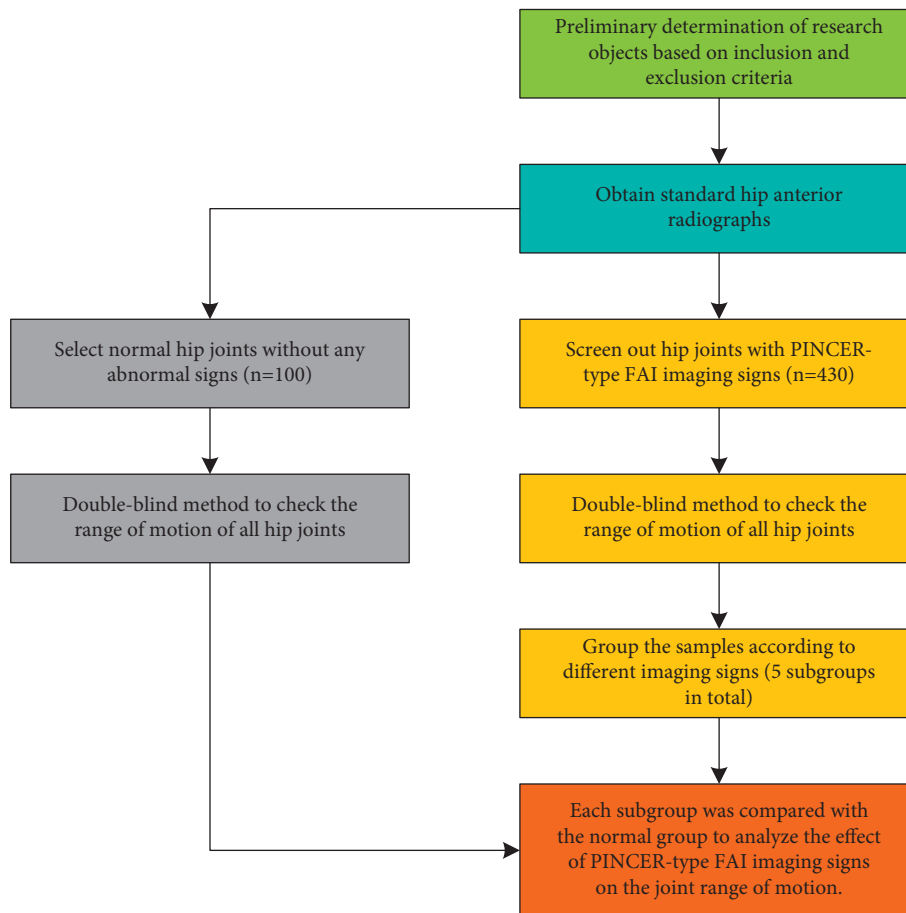 Preliminary determination of research
objects based on inclusion and
exclusion criteria
Obtain standard hip anterior
radiographs
Select normal hip joints without any
abnormal signs (n=100)
Screen out hip joints with PINCER-
type FAI imaging signs (n=430)
Double-blind method to check the
range of motion of all hip joints
Double-blind method to check the
range of motion of all hip joints
Group the samples according to
different imaging signs (5 subgroups
in total)
Each subgroup was compared with
the normal group to analyze the effect
of PINCER-type FAI imaging signs
on the joint range of motion.